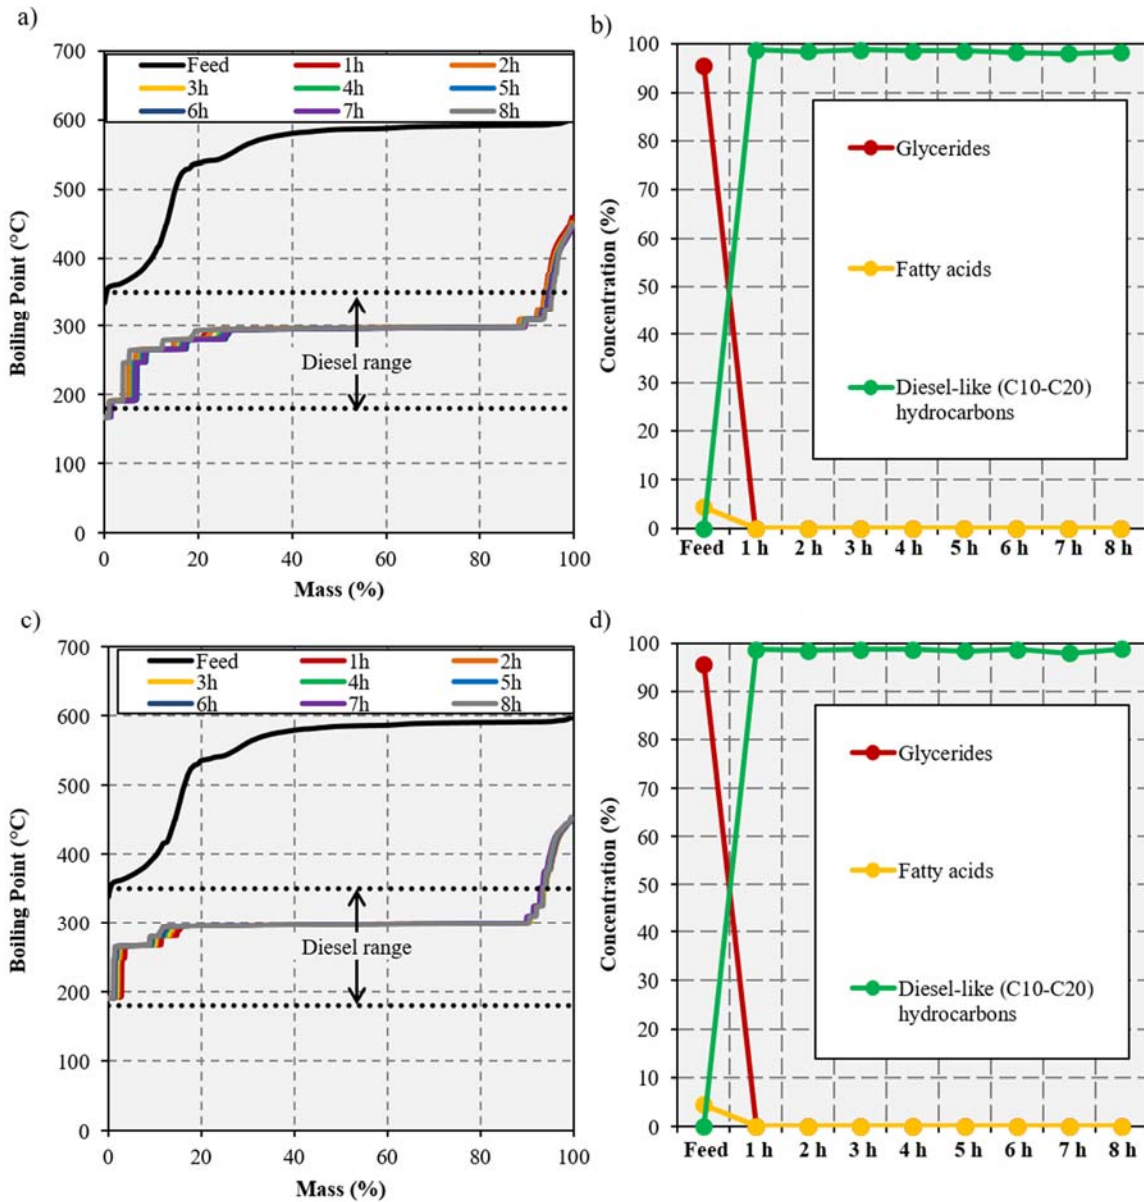 a)
700
600
500
400
300
200
100
0
Boiling Point (°C)
Feed 1h 2h
3h 4h 5h
6h 7h 8h
Diesel range
0 20 40 60 80 100
Mass (%)
b)
100
90
80
70
60
50
40
30
20
10
0
Concentration (%)
Glycerides
Fatty acids
Diesel-like (C10-C20)
hydrocarbons
Feed 1 h 2 h 3 h 4 h 5 h 6 h 7 h 8 h
c)
700
600
500
400
300
200
100
0
Boiling Point (°C)
Feed 1h 2h
3h 4h 5h
6h 7h 8h
Diesel range
0 20 40 60 80 100
Mass (%)
d)
100
90
80
70
60
50
40
30
20
10
0
Concentration (%)
Glycerides
Fatty acids
Diesel-like (C10-C20)
hydrocarbons
Feed 1 h 2 h 3 h 4 h 5 h 6 h 7 h 8 h